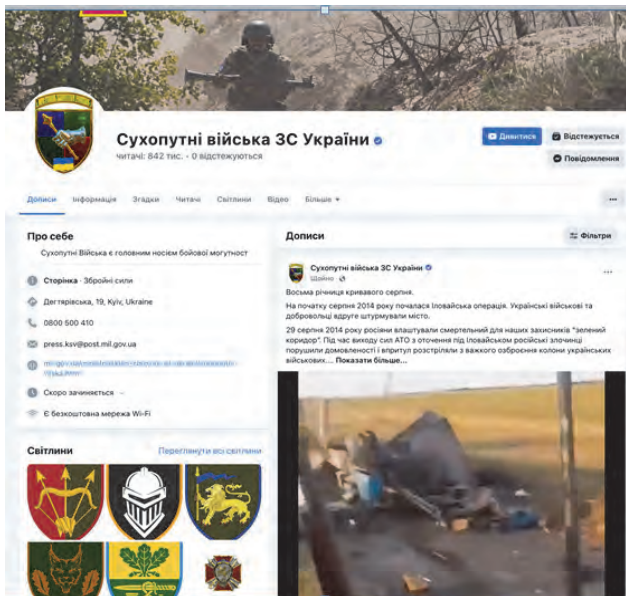 Сухопутні війська ЗС України
читачі: 842 тис. • 0 відстежуються
Дивитися
Відстежується
Повідомлення
Дописи Інформація Згадки Читачі Світлини Відео Більше
Про себе
Сухопутні Війська є головним носієм бойової могутност
Сторінка · Збройні сили
Дегтярівська, 19, Kyiv, Ukraine
0800 500 410
press.ksv@post.mil.gov.ua
Скоро зачиняється
Є безкоштовна мережа Wi-Fi
Світлини
Переглянути всі світлини
Дописи
Фільтри
Сухопутні війська ЗС України
Щойно
Восьма річниця кривавого серпня.
На початку серпня 2014 року почалася Іловайська операція. Українські військові та
добровольці вдруге штурмували місто.
29 серпня 2014 року росіяни влаштували смертельний для наших захисників "зелений
коридор". Під час виходу сил АТО з оточення під Іловайськом російські злочинці
порушили домовленості і впритул розстріляли з важкого озброєння колони українських
військових... Показати більше...